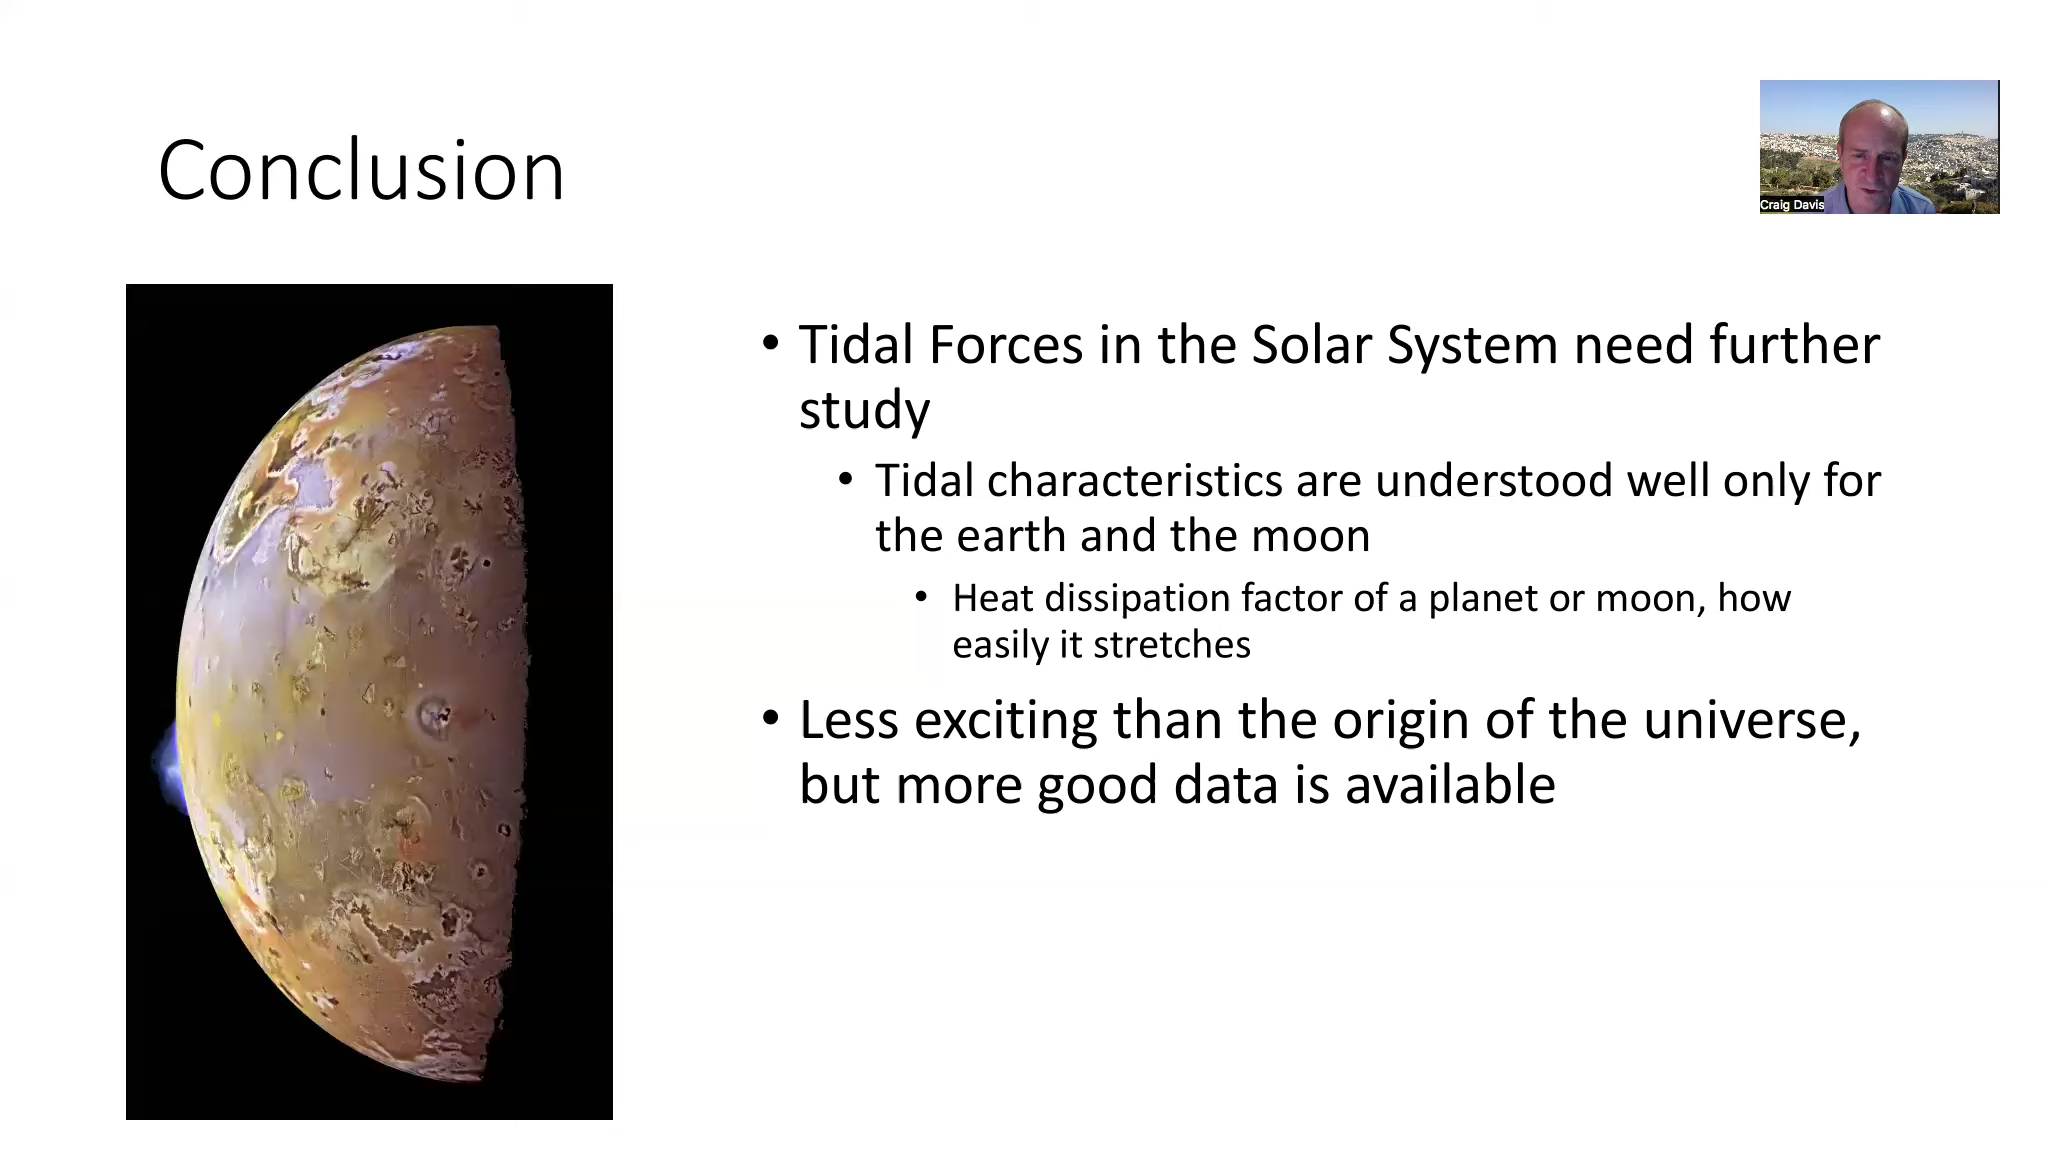 Conclusion
Craig Davis
• Tidal Forces in the Solar System need further
study
• Tidal characteristics are understood well only for
the earth and the moon
• Heat dissipation factor of a planet or moon, how
easily it stretches
• Less exciting than the origin of the universe,
but more good data is available